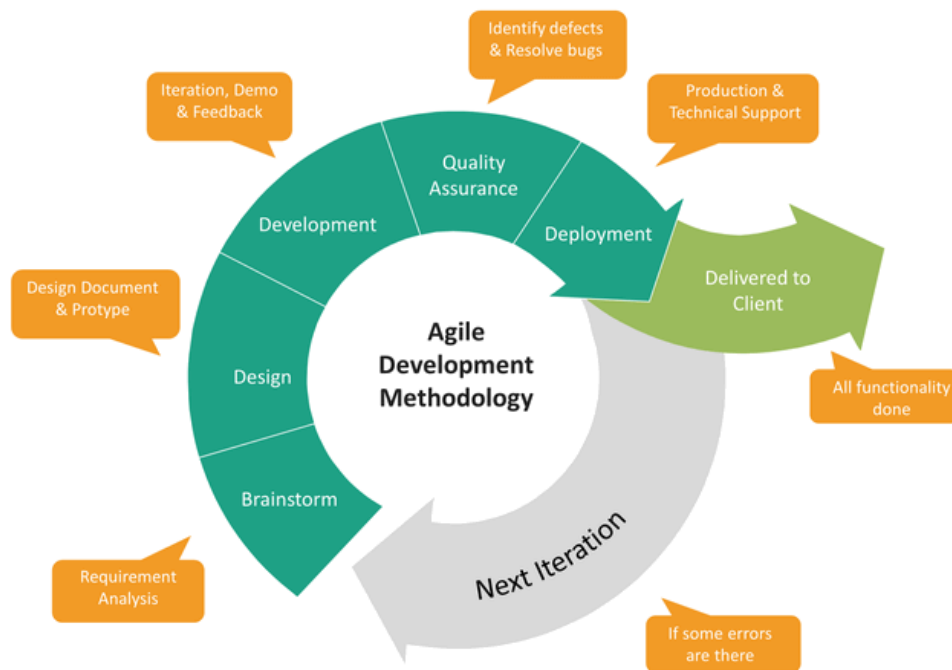 Identify defects
& Resolve bugs
Iteration, Demo
& Feedback
Production &
Technical Support
Quality
Assurance
Development
Deployment
Delivered to
Client
Design Document
& Protype
Agile
Development
Methodology
Design
All functionality
done
Brainstorm
Next Iteration
Requirement
Analysis
If some errors
are there